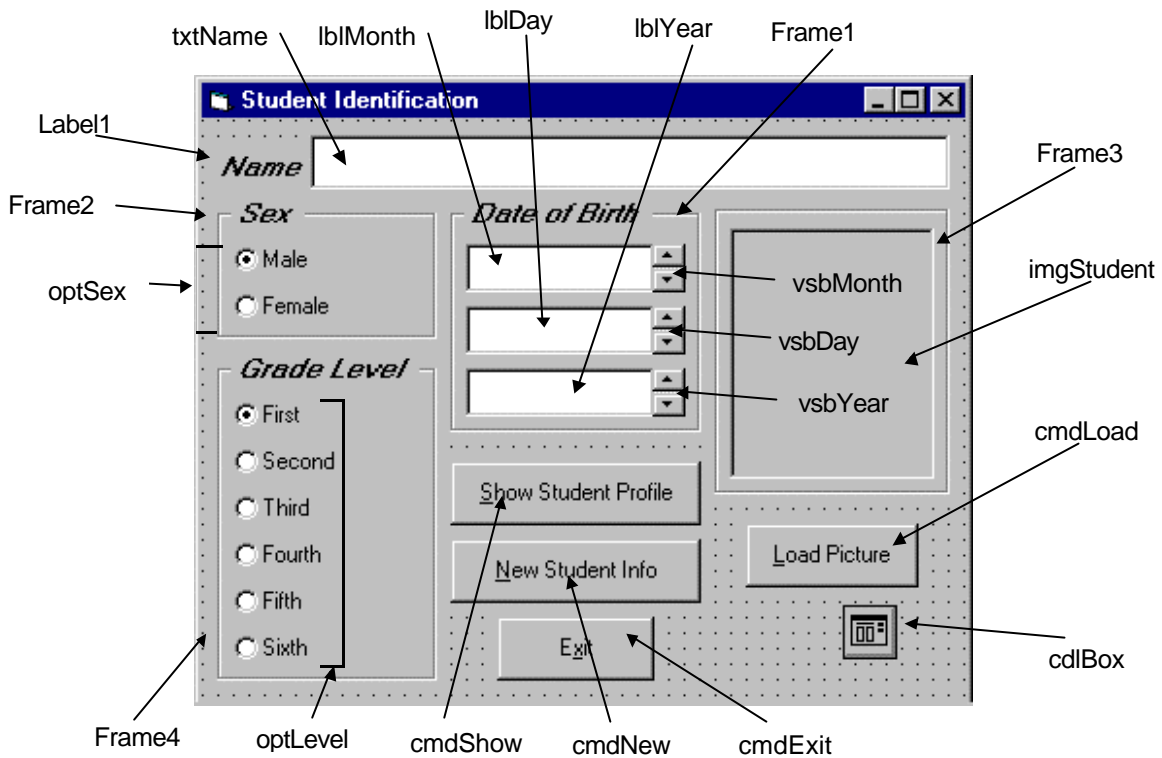 txtName lblMonth lblDay lblYear Frame1
Student Identification
Label1
Name
Frame3
Frame2
Sex
Date of Birth
Male
optSex
Female
vsbMonth
imgStudent
vsbDay
Grade Level
vsbYear
First
cmdLoad
Second
Show Student Profile
Third
Fourth
New Student Info
Load Picture
Fifth
Sixth
Exit
cdlBox
Frame4 optLevel cmdShow cmdNew cmdExit